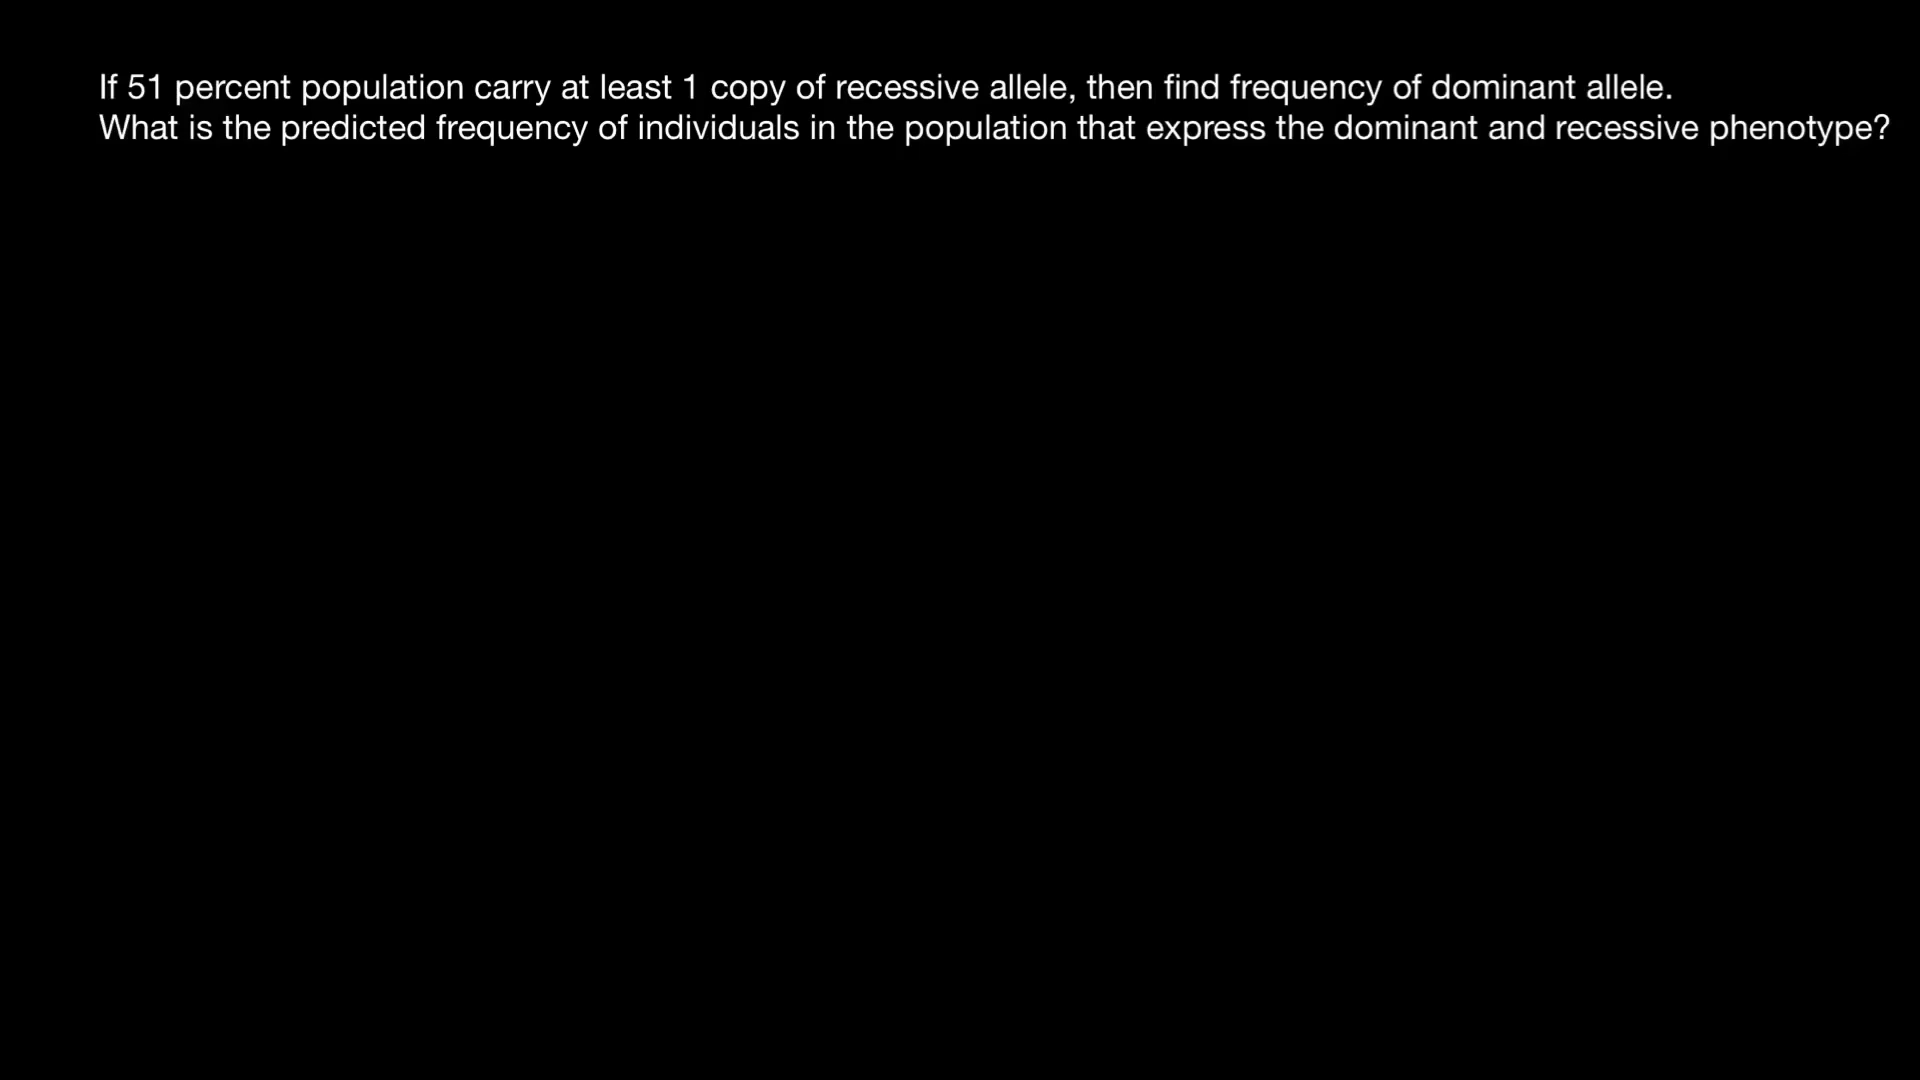 If 51 percent population carry at least 1 copy of recessive allele, then find frequency of dominant allele.
What is the predicted frequency of individuals in the population that express the dominant and recessive phenotype?